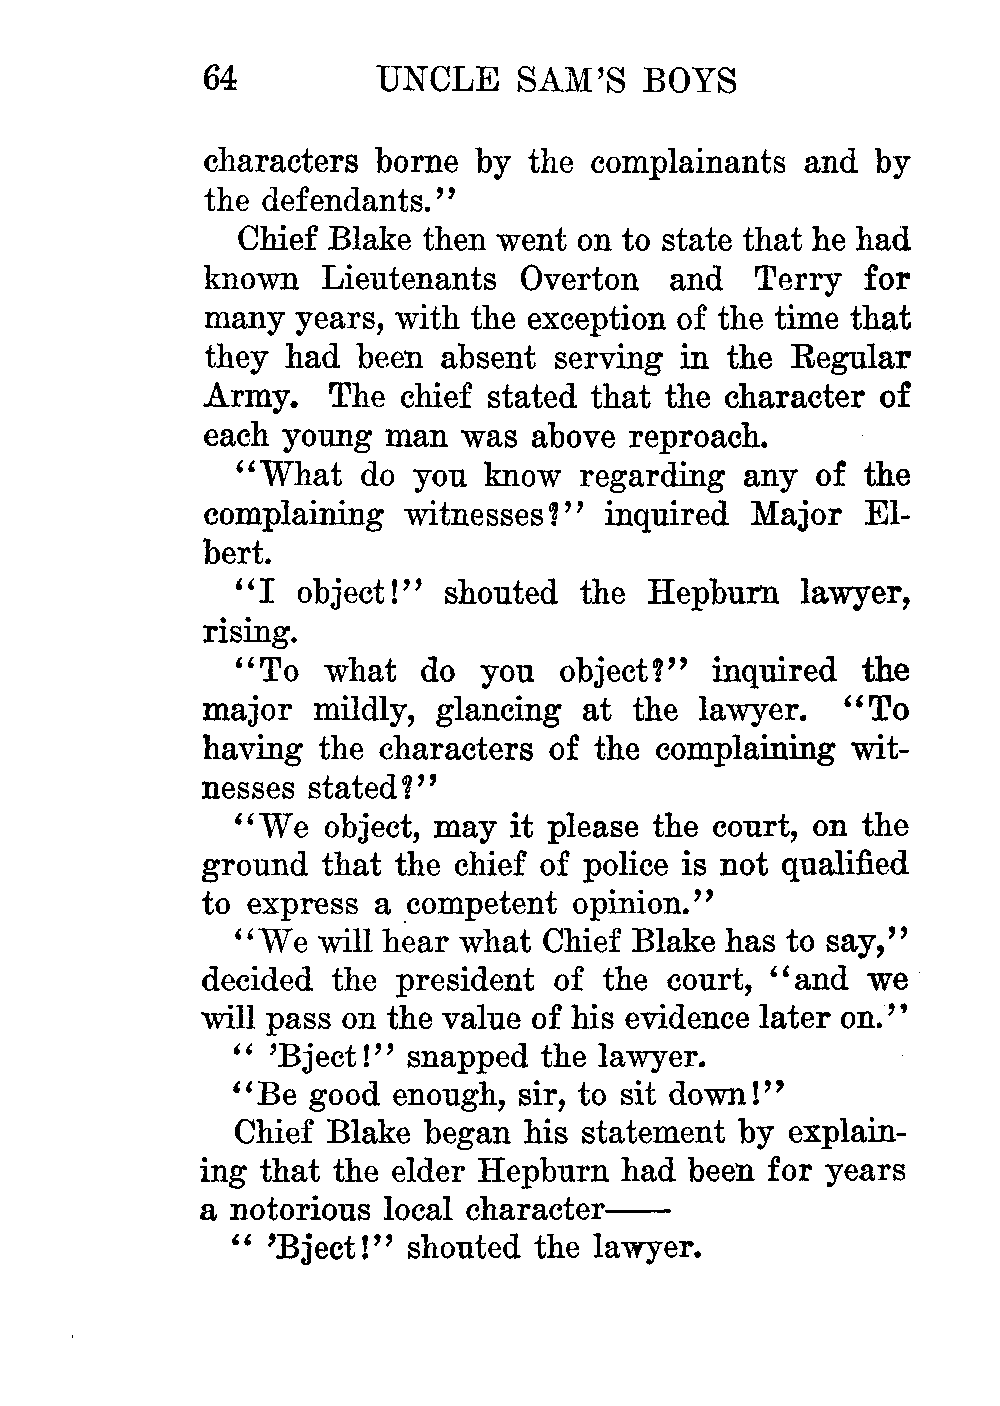 64 UNCLE SAM'S BOYS
characters borne by the complainants and by
the defendants."
Chief Blake then went on to state that he had
known Lieutenants Overton and Terry for
many years, with the exception of the time that
they had been absent serving in the Regular
Army. The chief stated that the character of
each young man was above reproach.
"What do you know regarding any of the
complaining witnesses?" inquired Major El-
bert.
"I object!" shouted the Hepburn lawyer,
rising.
"To what do you object?" inquired the
major mildly, glancing at the lawyer. "To
having the characters of the complaining wit-
nesses stated?"
"We object, may it please the court, on the
ground that the chief of police is not qualified
to express a competent opinion."
"We will hear what Chief Blake has to say,"
decided the president of the court, "and we
will pass on the value of his evidence later on."
" 'Bject!" snapped the lawyer.
"Be good enough, sir, to sit down!"
Chief Blake began his statement by explain-
ing that the elder Hepburn had been for years
a notorious local character——
" 'Bject!" shouted the lawyer.